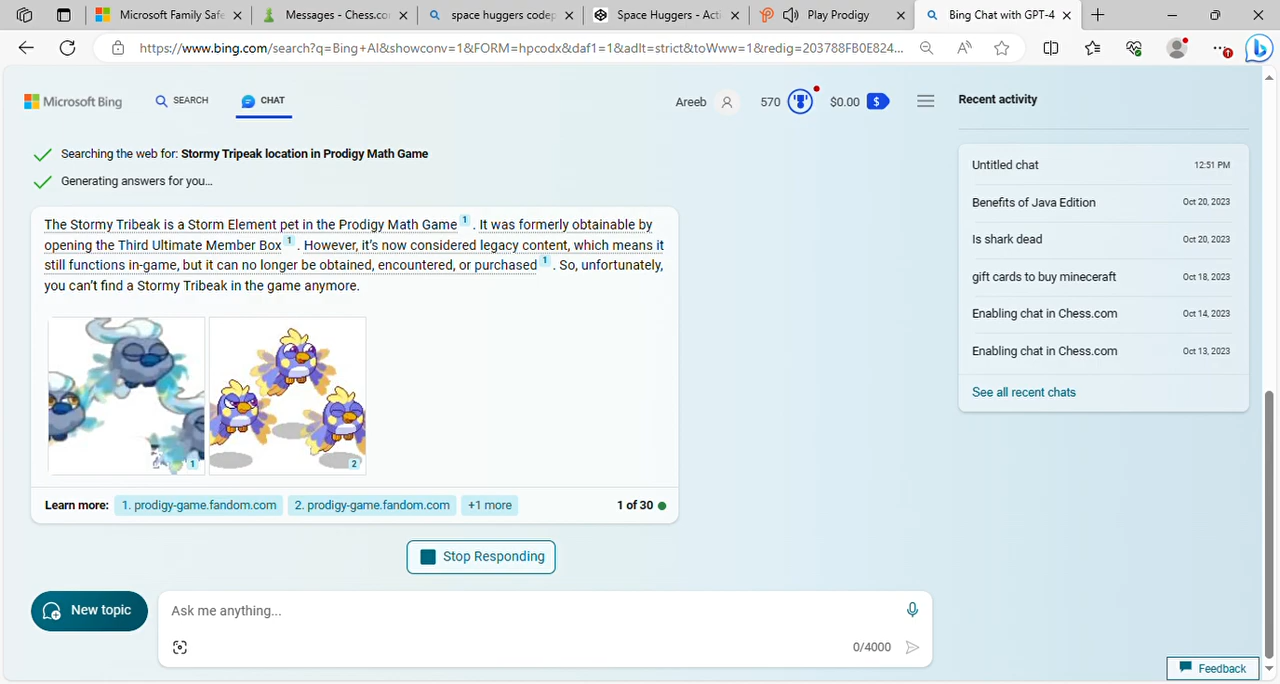 Microsoft Family Safe
Messages - Chess.co
space huggers codep
Space Huggers - Acti
Play Prodigy
Bing Chat with GPT-4
https://www.bing.com/search?q=Bing+AI&showconv=1&FORM=hpcodx&daf1=1&adlt=strict&toWww=1&redig=203788FB0E824...
Microsoft Bing
SEARCH
CHAT
Areeb
570
$0.00
$
Recent activity
Searching the web for: Stormy Tripeak location in Prodigy Math Game
Generating answers for you...
The Stormy Tribeak is a Storm Element pet in the Prodigy Math Game 1 . It was formerly obtainable by
opening the Third Ultimate Member Box 1 . However, it's now considered legacy content, which means it
still functions in-game, but it can no longer be obtained, encountered, or purchased 1 . So, unfortunately,
you can't find a Stormy Tribeak in the game anymore.
1
2
Learn more: 1. prodigy-game.fandom.com 2. prodigy-game.fandom.com +1 more 1 of 30
Stop Responding
New topic
Ask me anything...
0/4000
Untitled chat 12:51 PM
Benefits of Java Edition Oct 20, 2023
Is shark dead Oct 20, 2023
gift cards to buy mineceraft Oct 18, 2023
Enabling chat in Chess.com Oct 14, 2023
Enabling chat in Chess.com Oct 13, 2023
See all recent chats
Feedback